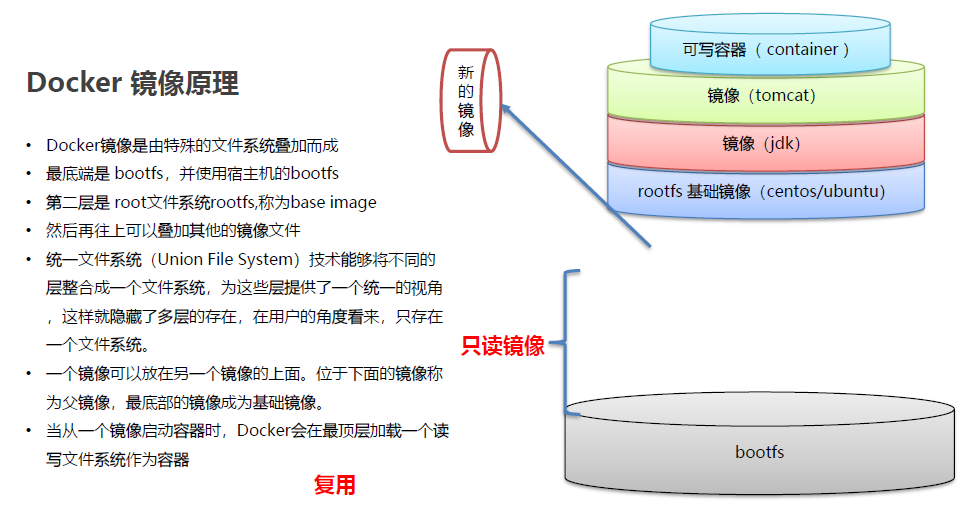 Docker 镜像原理
• Docker镜像是由特殊的文件系统叠加而成
• 最底端是 bootfs，并使用宿主机的bootfs
• 第二层是 root文件系统rootfs,称为base image
• 然后再往上可以叠加其他的镜像文件
• 统一文件系统（Union File System）技术能够将不同的
层整合成一个文件系统，为这些层提供了一个统一的视角
，这样就隐藏了多层的存在，在用户的角度看来，只存在
一个文件系统。
• 一个镜像可以放在另一个镜像的上面。位于下面的镜像称
为父镜像，最底部的镜像成为基础镜像。
• 当从一个镜像启动容器时，Docker会在最顶层加载一个读
写文件系统作为容器
复用
新的镜像
可写容器（ container ）
镜像（tomcat）
镜像（jdk）
rootfs 基础镜像（centos/ubuntu）
只读镜像
bootfs